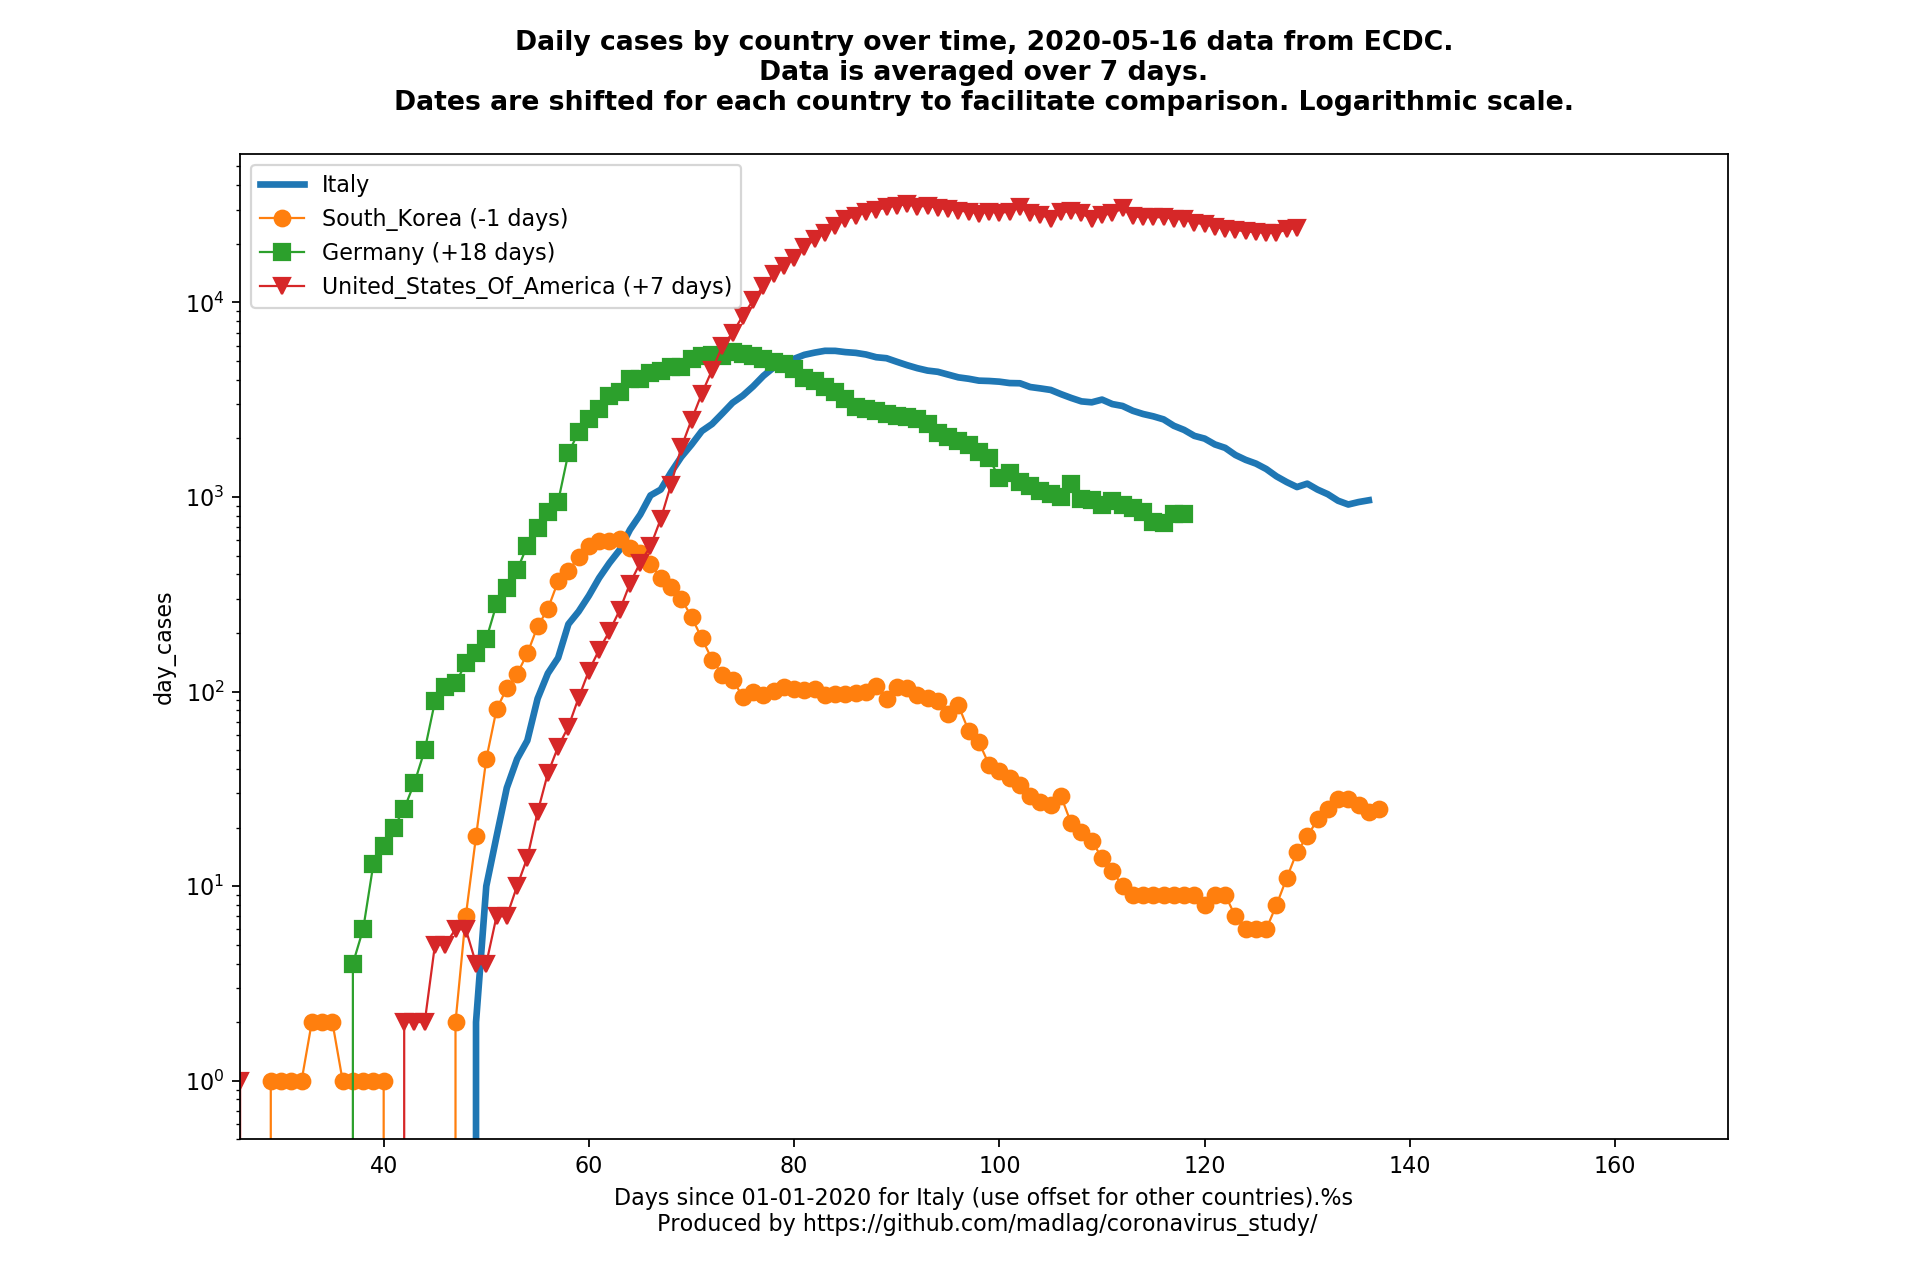 Daily cases by country over time, 2020-05-16 data from ECDC.
Data is averaged over 7 days.
Dates are shifted for each country to facilitate comparison. Logarithmic scale.
Italy
South_Korea (-1 days)
Germany (+18 days)
United_States_Of_America (+7 days)
10⁴
10³
10²
10¹
10⁰
day_cases
40 60 80 100 120 140 160
Days since 01-01-2020 for Italy (use offset for other countries).%s
Produced by https://github.com/madlag/coronavirus_study/